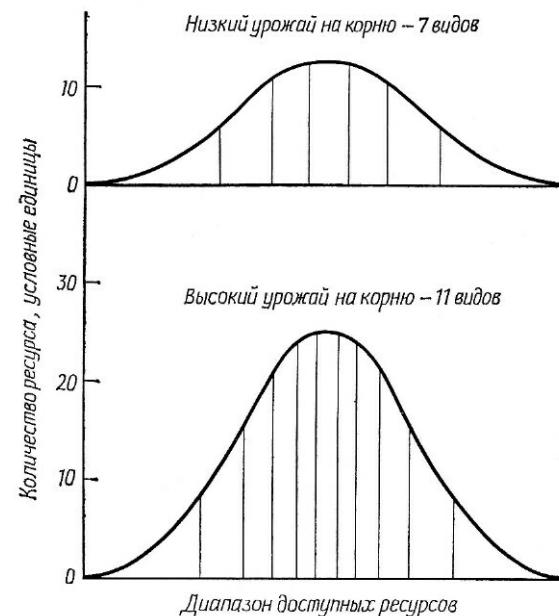 Низкий урожай на корню – 7 видов
10
0
Количество ресурса, условные единицы
30
Высокий урожай на корню – 11 видов
20
10
0
Диапазон доступных ресурсов